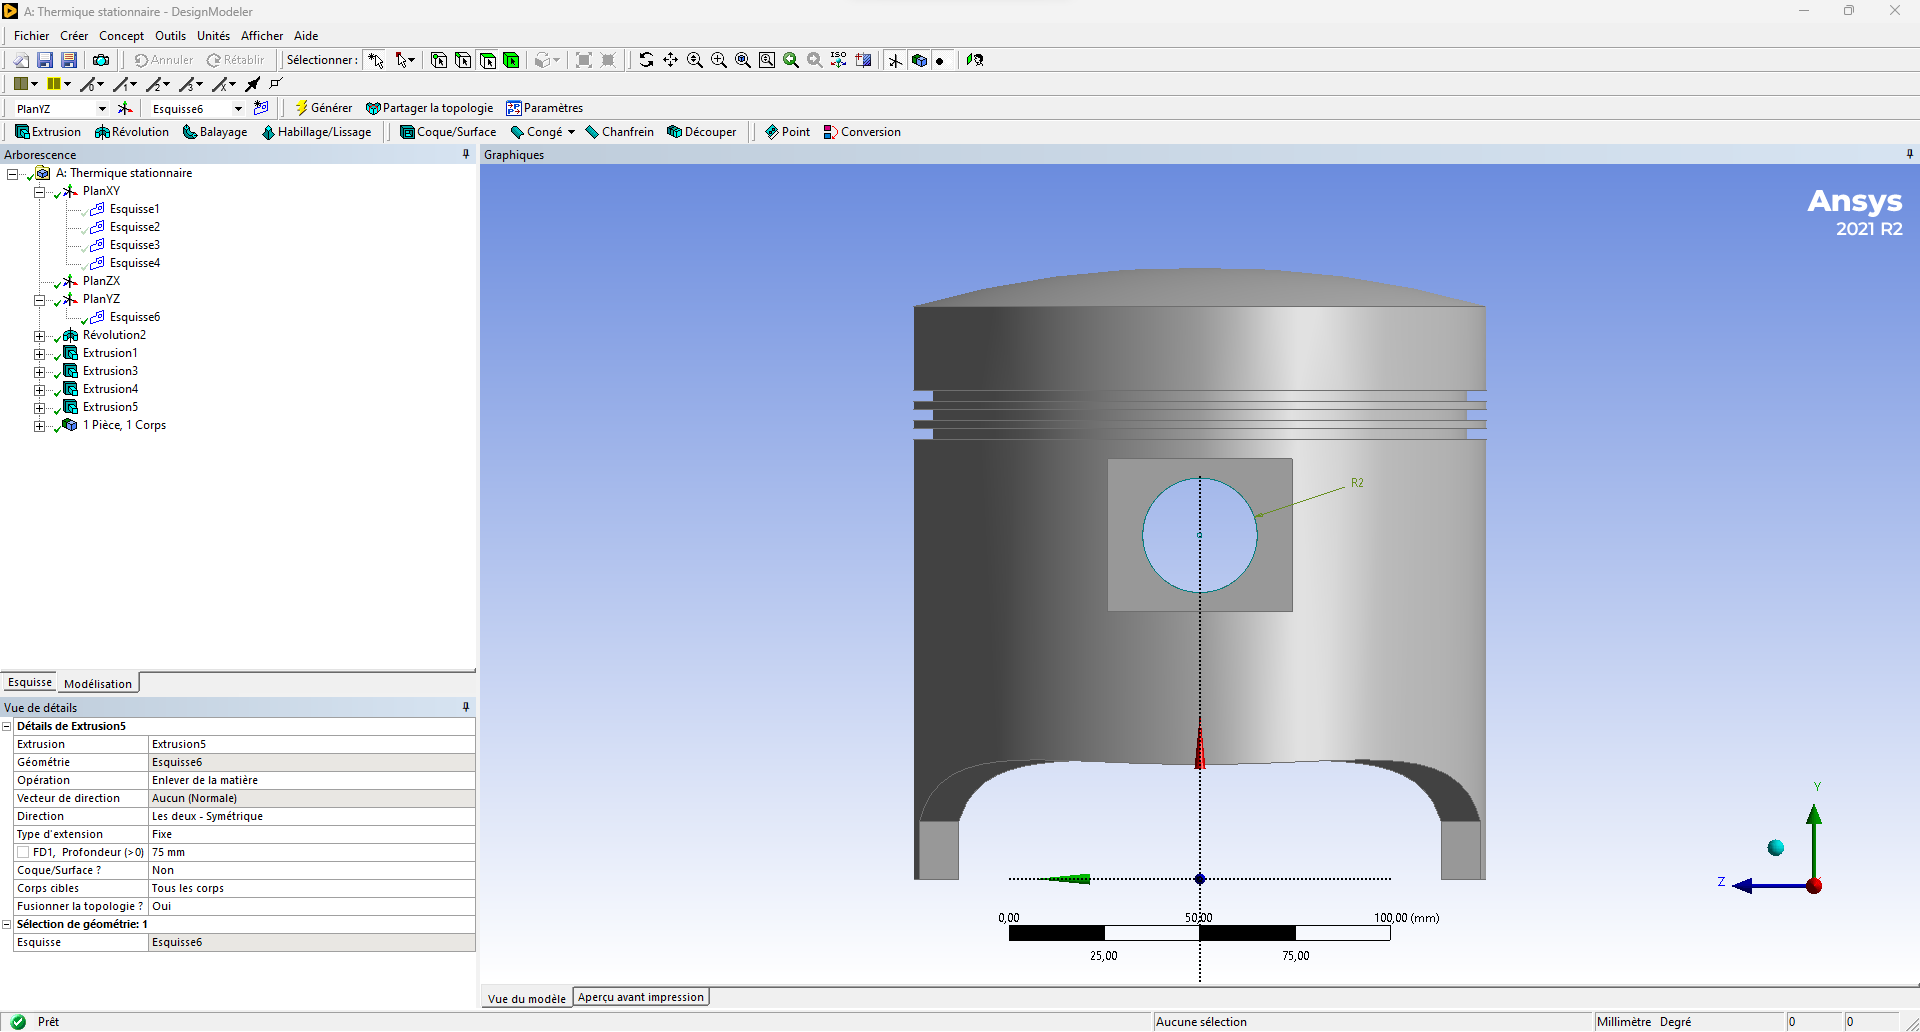 A: Thermique stationnaire - DesignModeler
Fichier Créer Concept Outils Unités Afficher Aide
Annuler Rétablir Sélectionner : ISO
PlanYZ Esquisse6 Générer Partager la topologie Paramètres
Extrusion Révolution Balayage Habillage/Lissage Coque/Surface Congé Chanfrein Découper Point Conversion
Arborescence
A: Thermique stationnaire
PlanXY
Esquisse1
Esquisse2
Esquisse3
Esquisse4
PlanZX
PlanYZ
Esquisse6
Révolution2
Extrusion1
Extrusion3
Extrusion4
Extrusion5
1 Pièce, 1 Corps
Esquisse Modélisation
Vue de détails
Détails de Extrusion5
Extrusion Extrusion5
Géométrie Esquisse6
Opération Enlever de la matière
Vecteur de direction Aucun (Normale)
Direction Les deux - Symétrique
Type d'extension Fixe
FD1, Profondeur (>0) 75 mm
Coque/Surface ? Non
Corps cibles Tous les corps
Fusionner la topologie ? Oui
Sélection de géométrie: 1
Esquisse Esquisse6
Graphiques
Ansys
2021 R2
R2
Y
Z
0,00 50,00 100,00 (mm)
25,00 75,00
Vue du modèle Aperçu avant impression
Prêt Aucune sélection Millimètre Degré 0 0